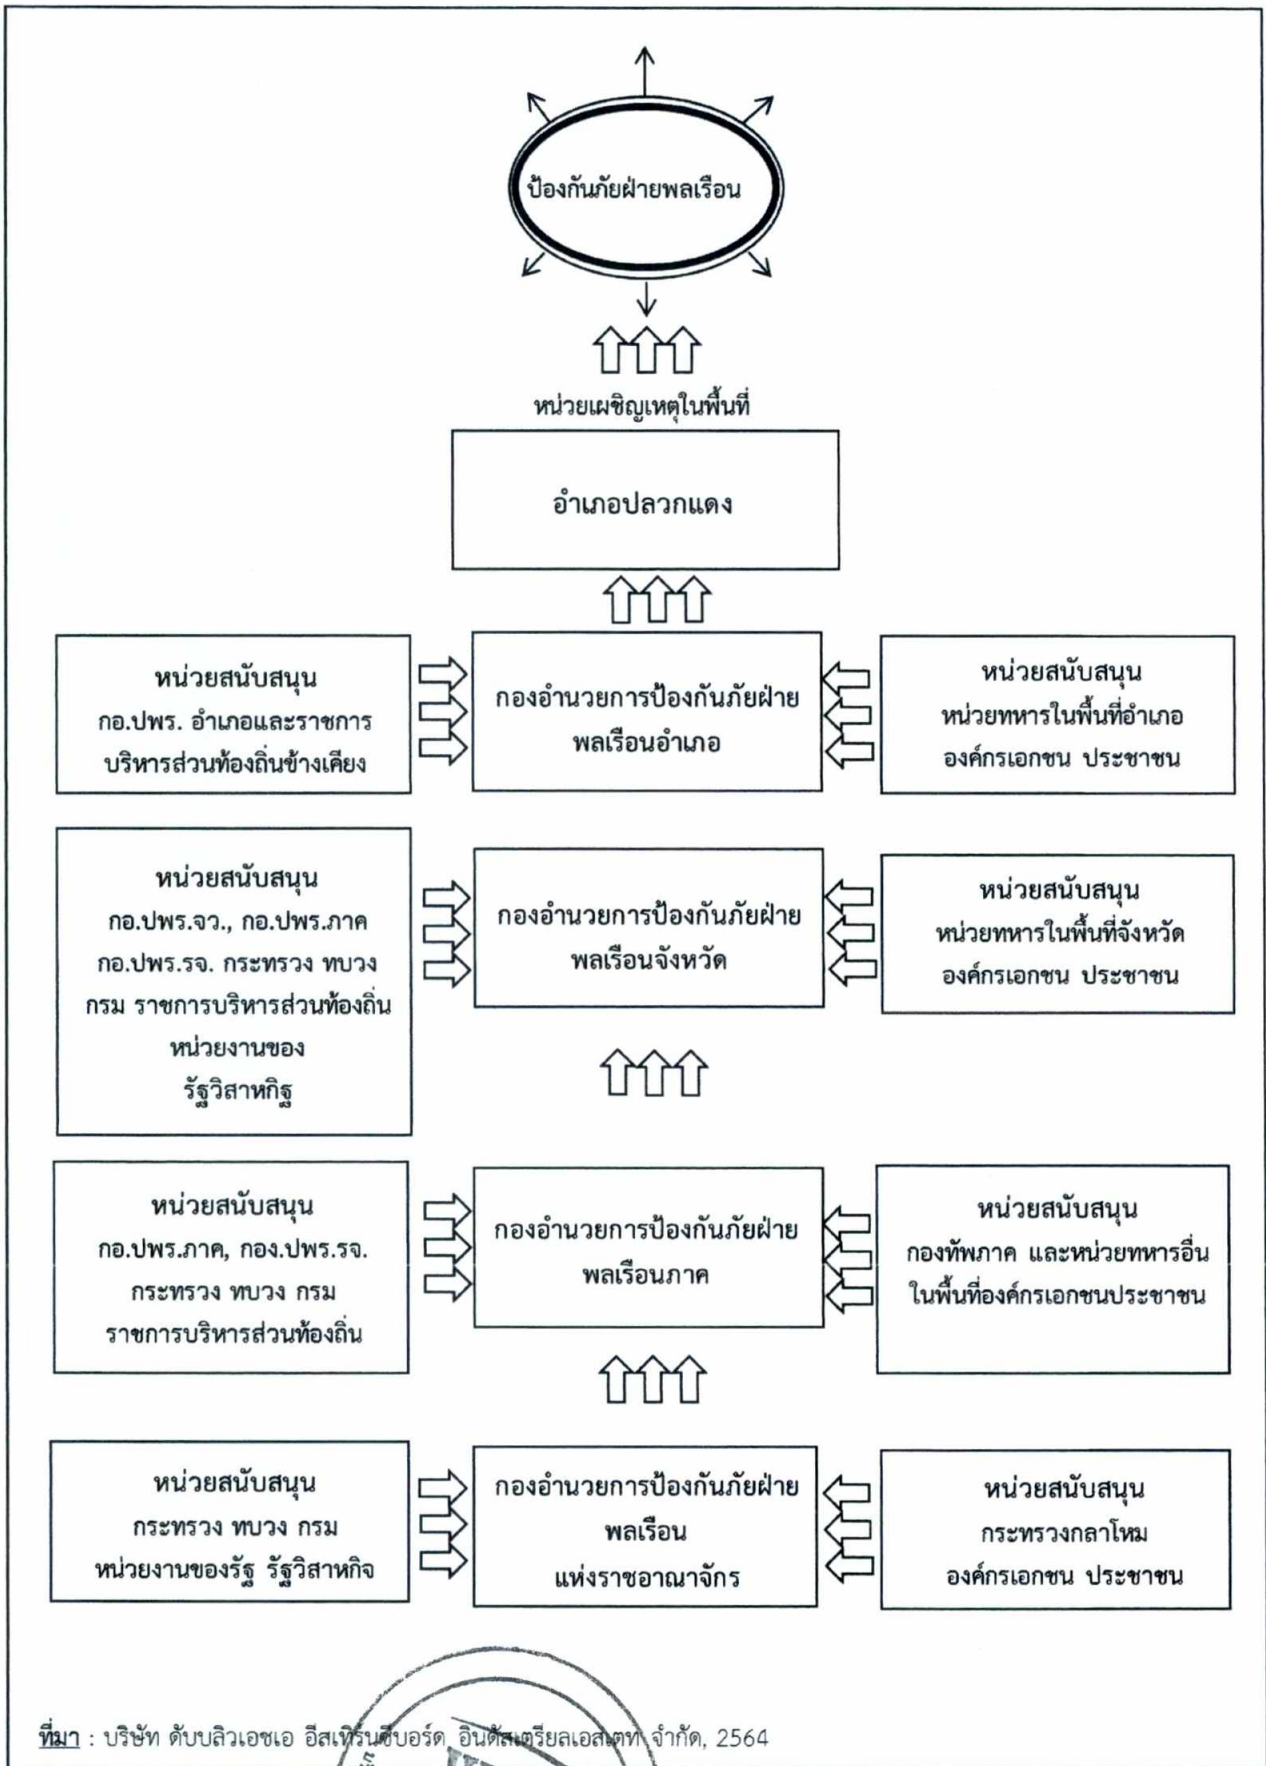 ป้องกันภัยฝ่ายพลเรือน
หน่วยเผชิญเหตุในพื้นที่
อำเภอปลวกแดง
หน่วยสนับสนุน
กอ.ปพร. อำเภอและราชการ
บริหารส่วนท้องถิ่นข้างเคียง
กองอำนวยการป้องกันภัยฝ่าย
พลเรือนอำเภอ
หน่วยสนับสนุน
หน่วยทหารในพื้นที่อำเภอ
องค์กรเอกชน ประชาชน
หน่วยสนับสนุน
กอ.ปพร.จว., กอ.ปพร.ภาค
กอ.ปพร.รจ. กระทรวง ทบวง
กรม ราชการบริหารส่วนท้องถิ่น
หน่วยงานของ
รัฐวิสาหกิฐ
กองอำนวยการป้องกันภัยฝ่าย
พลเรือนจังหวัด
หน่วยสนับสนุน
หน่วยทหารในพื้นที่จังหวัด
องค์กรเอกชน ประชาชน
หน่วยสนับสนุน
กอ.ปพร.ภาค, กอง.ปพร.รจ.
กระทรวง ทบวง กรม
ราชการบริหารส่วนท้องถิ่น
กองอำนวยการป้องกันภัยฝ่าย
พลเรือนภาค
หน่วยสนับสนุน
กองทัพภาค และหน่วยทหารอื่น
ในพื้นที่องค์กรเอกชนประชาชน
หน่วยสนับสนุน
กระทรวง ทบวง กรม
หน่วยงานของรัฐ รัฐวิสาหกิจ
กองอำนวยการป้องกันภัยฝ่าย
พลเรือน
แห่งราชอาณาจักร
หน่วยสนับสนุน
กระทรวงกลาโหม
องค์กรเอกชน ประชาชน
ที่มา : บริษัท ดับบลิวเอชเอ อีสเทิร์นซีบอร์ด อินดัสเตรียลเอสเตท จำกัด, 2564